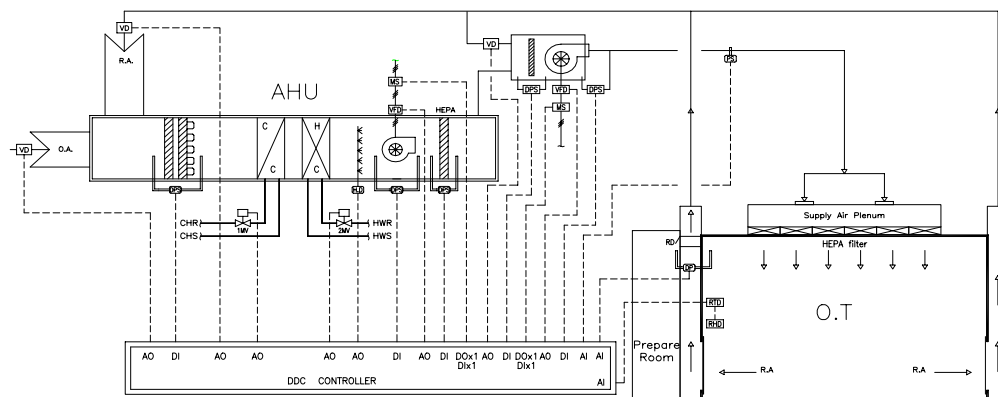 VD
R.A.
AHU
MS
VFD
HEPA
VD
DPS
VFD
DPS
MS
PS
VD
O.A.
C
C
H
C
DPS
HUD
DPS
DPS
CHR
CHS
1MV
2MV
HWR
HWS
Supply Air Plenum
HEPA filter
RD
DP
RTD
RHD
O.T
Prepare
Room
R.A
R.A
AO DI AO AO AO AO DI AO DI DOx1 AO DI DOx1 AO DI AI AI
DIx1 DIx1
DDC CONTROLLER
AI